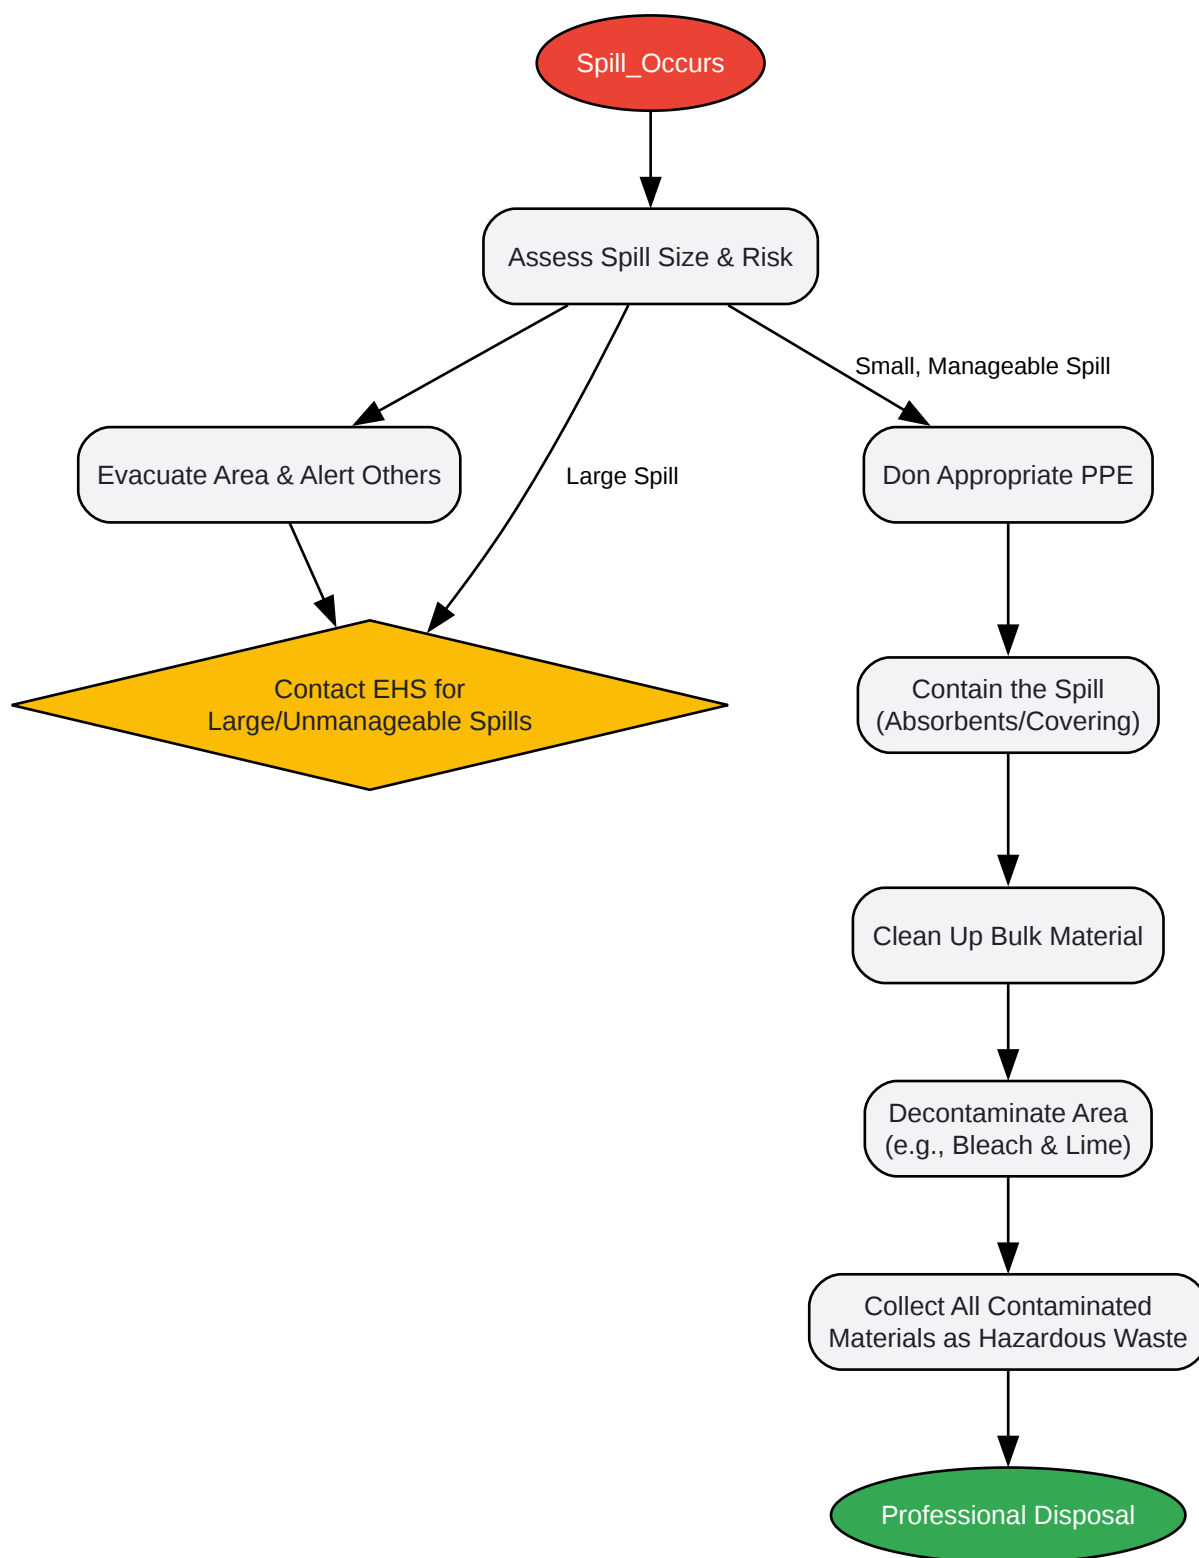 Spill_Occurs
Assess Spill Size & Risk
Small, Manageable Spill
Evacuate Area & Alert Others
Large Spill
Don Appropriate PPE
Contact EHS for
Large/Unmanageable Spills
Contain the Spill
(Absorbents/Covering)
Clean Up Bulk Material
Decontaminate Area
(e.g., Bleach & Lime)
Collect All Contaminated
Materials as Hazardous Waste
Professional Disposal